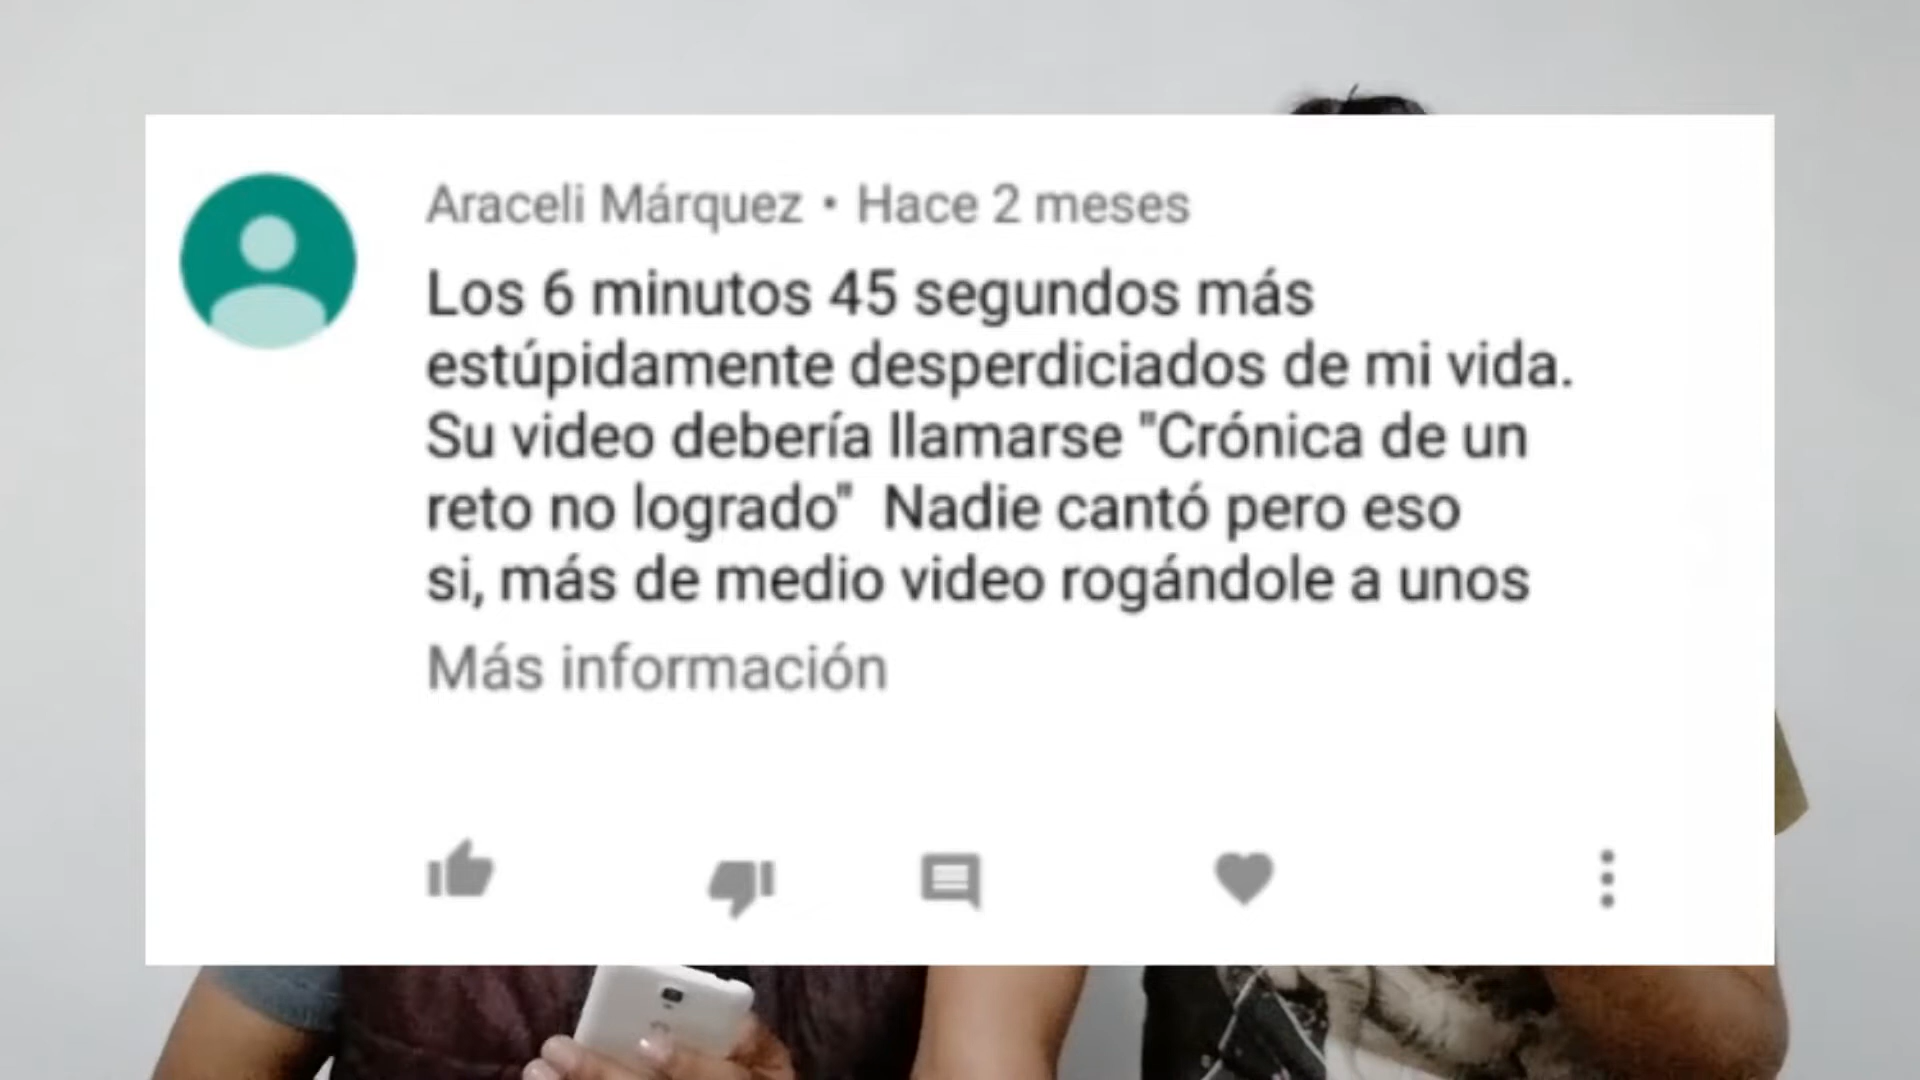 Araceli Márquez • Hace 2 meses
Los 6 minutos 45 segundos más
estúpidamente desperdiciados de mi vida.
Su video debería llamarse "Crónica de un
reto no logrado" Nadie cantó pero eso
si, más de medio video rogándole a unos
Más información